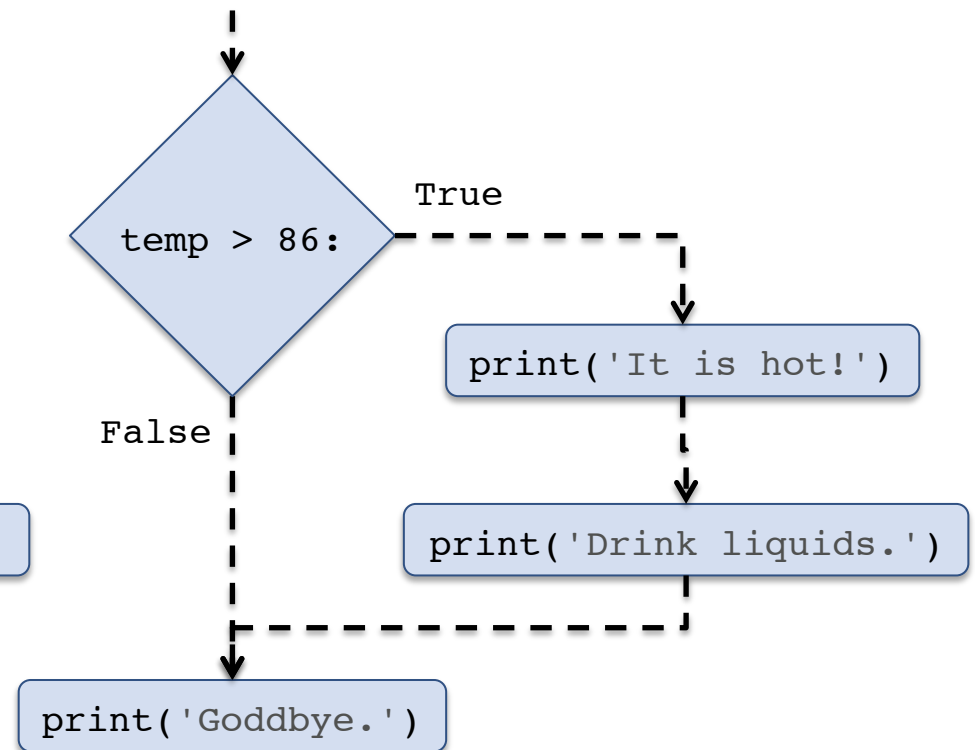 True
temp > 86:
print('It is hot!')
False
print('Drink liquids.')
print('Goddbye.')